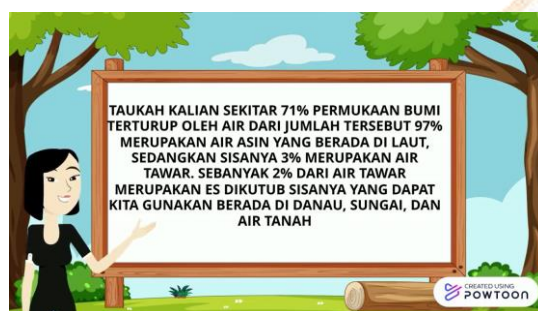 TAUKAH KALIAN SEKITAR 71% PERMUKAAN BUMI
TERTURUP OLEH AIR DARI JUMLAH TERSEBUT 97%
MERUPAKAN AIR ASIN YANG BERADA DI LAUT,
SEDANGKAN SISANYA 3% MERUPAKAN AIR
TAWAR. SEBANYAK 2% DARI AIR TAWAR
MERUPAKAN ES DIKUTUB SISANYA YANG DAPAT
KITA GUNAKAN BERADA DI DANAU, SUNGAI, DAN
AIR TANAH
CREATED USING
POWTOON